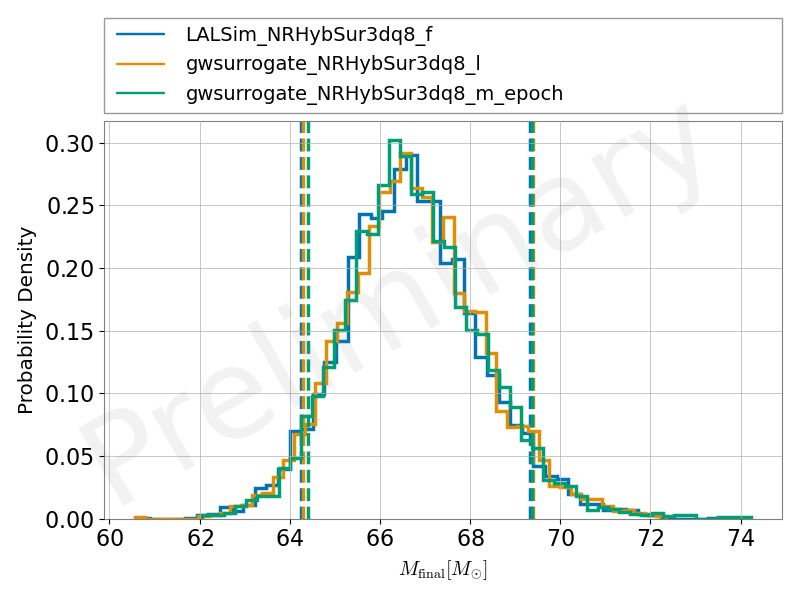 LALSim_NRHybSur3dq8_f
gwsurrogate_NRHybSur3dq8_l
gwsurrogate_NRHybSur3dq8_m_epoch
Preliminary
0.30
0.25
0.20
0.15
0.10
0.05
0.00
Probability Density
60 62 64 66 68 70 72 74
M_final[M_⊙]